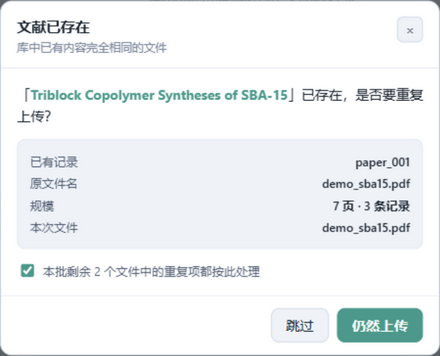 文献已存在
×
库中已有内容完全相同的文件
「Triblock Copolymer Syntheses of SBA-15」已存在，是否要重复
上传？
已有记录 paper_001
原文件名 demo_sba15.pdf
规模 7 页 · 3 条记录
本次文件 demo_sba15.pdf
本批剩余 2 个文件中的重复项都按此处理
跳过 仍然上传